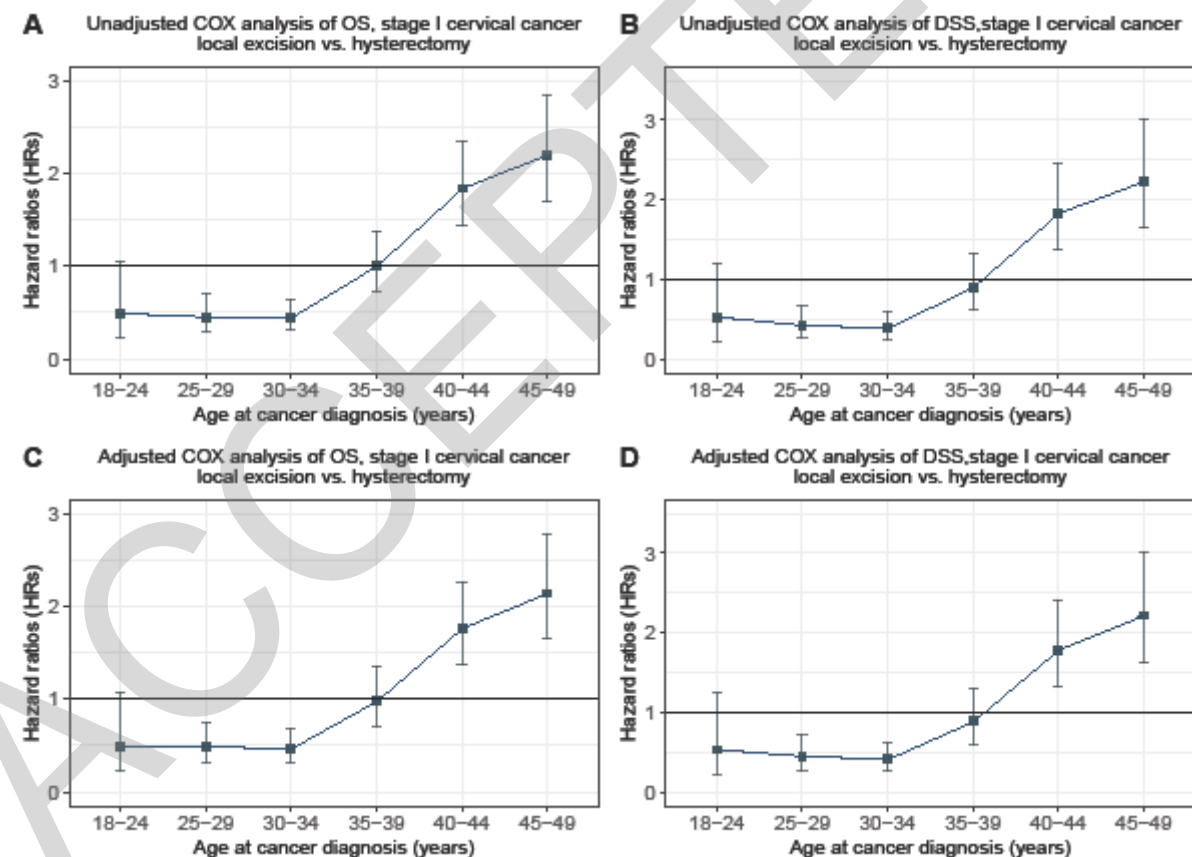 A
Unadjusted COX analysis of OS, stage I cervical cancer
local excision vs. hysterectomy
Hazard ratios (HRs)
3
2
1
0
18–24 25–29 30–34 35–39 40–44 45–49
Age at cancer diagnosis (years)
B
Unadjusted COX analysis of DSS,stage I cervical cancer
local excision vs. hysterectomy
Hazard ratios (HRs)
3
2
1
0
18–24 25–29 30–34 35–39 40–44 45–49
Age at cancer diagnosis (years)
C
Adjusted COX analysis of OS, stage I cervical cancer
local excision vs. hysterectomy
Hazard ratios (HRs)
3
2
1
0
18–24 25–29 30–34 35–39 40–44 45–49
Age at cancer diagnosis (years)
D
Adjusted COX analysis of DSS,stage I cervical cancer
local excision vs. hysterectomy
Hazard ratios (HRs)
3
2
1
0
18–24 25–29 30–34 35–39 40–44 45–49
Age at cancer diagnosis (years)
ACCEPTE